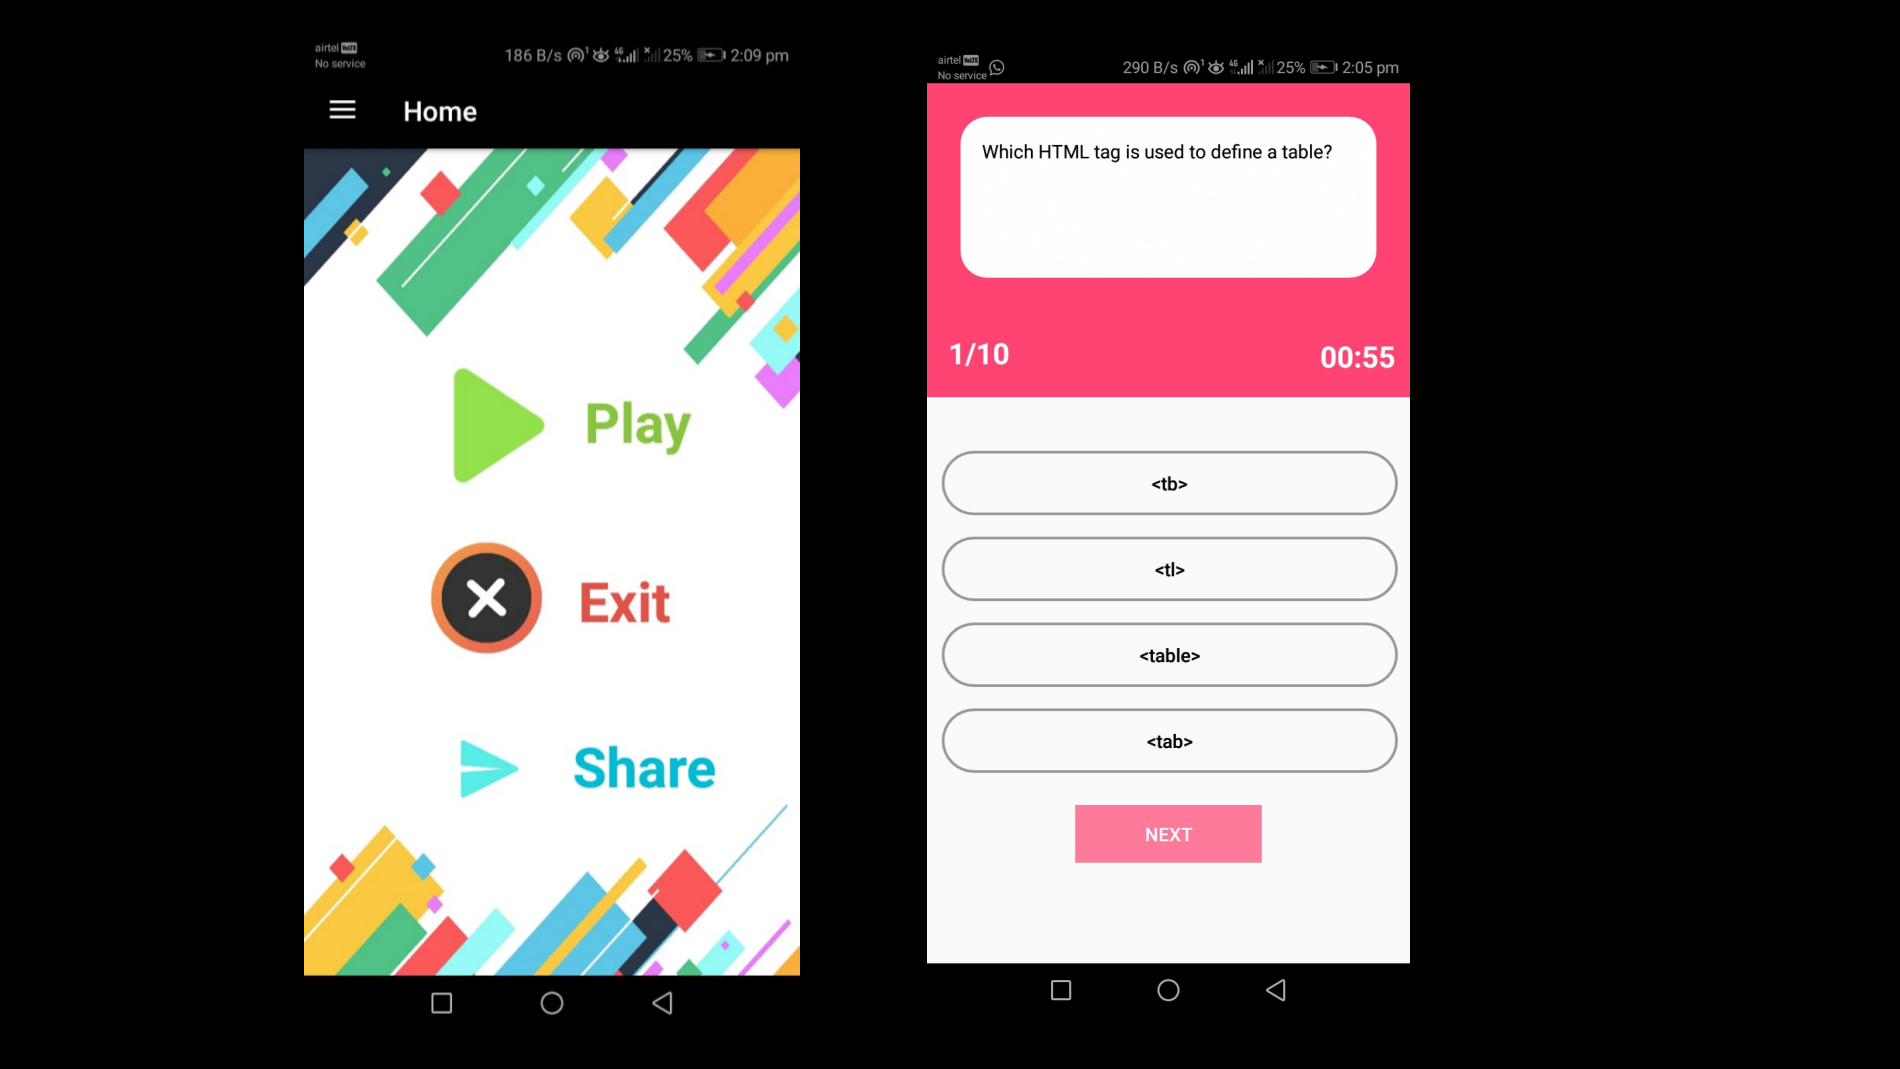 airtel VoLTE
No service
186 B/s 4G 25% 2:09 pm
Home
Play
Exit
Share
airtel VoLTE
No service
290 B/s 4G 25% 2:05 pm
Which HTML tag is used to define a table?
1/10
00:55
<tb>
<tl>
<table>
<tab>
NEXT